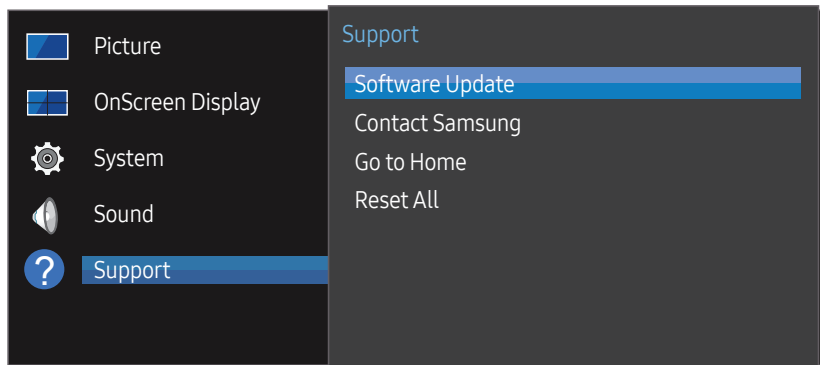 Picture
OnScreen Display
System
Sound
? Support
Support
Software Update
Contact Samsung
Go to Home
Reset All